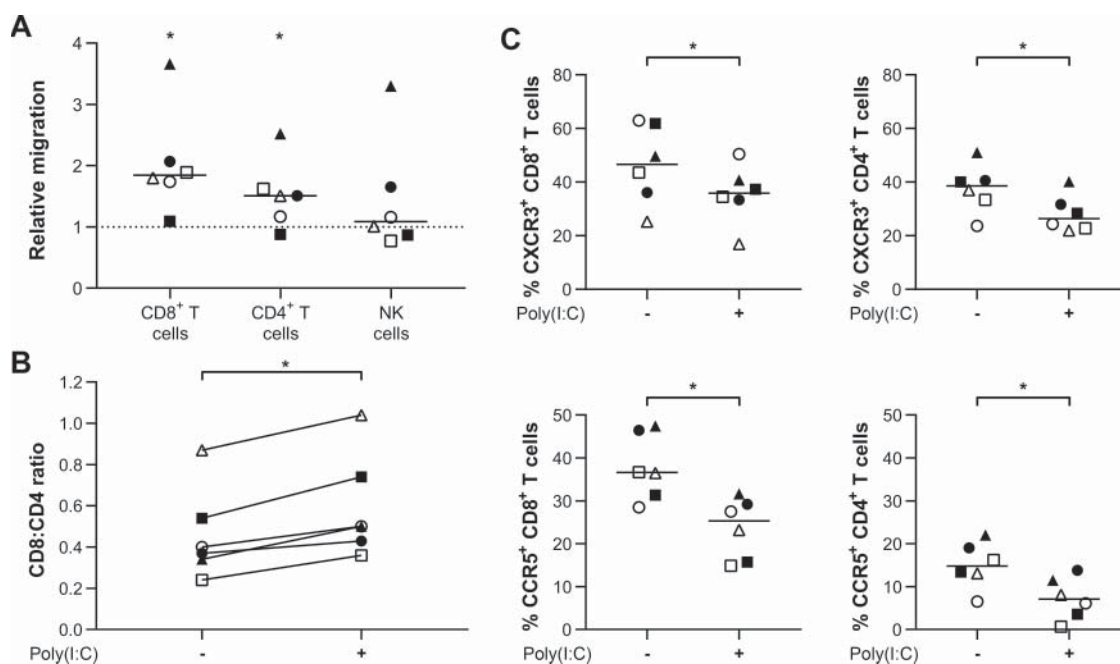 A
* *
4
3
2
1
0
Relative migration
CD8+ T cells
CD4+ T cells
NK cells
B
*
1.2
1.0
0.8
0.6
0.4
0.2
0.0
CD8:CD4 ratio
Poly(I:C) - +
C
*
80
60
40
20
0
% CXCR3+ CD8+ T cells
Poly(I:C) - +
*
80
60
40
20
0
% CXCR3+ CD4+ T cells
Poly(I:C) - +
*
50
40
30
20
10
0
% CCR5+ CD8+ T cells
Poly(I:C) - +
*
50
40
30
20
10
0
% CCR5+ CD4+ T cells
Poly(I:C) - +